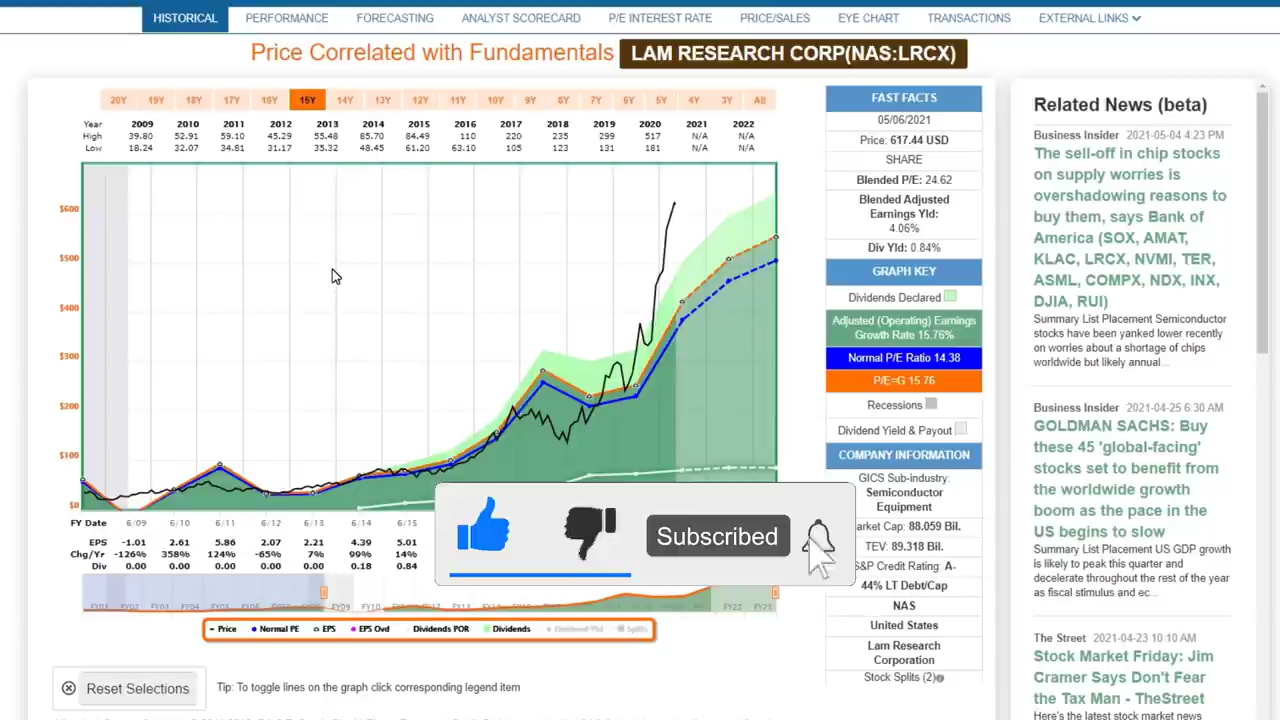 HISTORICAL PERFORMANCE FORECASTING ANALYST SCORECARD P/E INTEREST RATE PRICE/SALES EYE CHART TRANSACTIONS EXTERNAL LINKS
Price Correlated with Fundamentals LAM RESEARCH CORP(NAS:LRCX)
20Y 19Y 18Y 17Y 16Y 15Y 14Y 13Y 12Y 11Y 10Y 9Y 8Y 7Y 6Y 5Y 4Y 3Y All
Year 2009 2010 2011 2012 2013 2014 2015 2016 2017 2018 2019 2020 2021 2022
High 39.80 52.91 59.10 45.29 55.48 85.70 84.49 110 220 235 299 517 N/A N/A
Low 18.24 32.07 34.81 31.17 35.32 48.45 61.20 63.10 105 123 131 181 N/A N/A
$600
$500
$400
$300
$200
$100
$0
FY Date 6/09 6/10 6/11 6/12 6/13 6/14 6/15
EPS -1.01 2.61 5.86 2.07 2.21 4.39 5.01
Chg/Yr -126% 358% 124% -65% 7% 99% 14%
Div 0.00 0.00 0.00 0.00 0.00 0.18 0.84
FY01 FY02 FY03 FY04 FY05 FY06 FY07 FY09 FY10 FY11 FY22 FY23
Price Normal PE EPS EPS Ovd Dividends POR Dividends Dividend Yld Splits
Reset Selections
Tip: To toggle lines on the graph click corresponding legend item
Subscribed
FAST FACTS
05/06/2021
Price: 617.44 USD
SHARE
Blended P/E: 24.62
Blended Adjusted
Earnings Yld:
4.06%
Div Yld: 0.84%
GRAPH KEY
Dividends Declared
Adjusted (Operating) Earnings
Growth Rate 15.76%
Normal P/E Ratio 14.38
P/E=G 15.76
Recessions
Dividend Yield & Payout
COMPANY INFORMATION
GICS Sub-industry:
Semiconductor
Equipment
arket Cap: 88.059 Bil.
TEV: 89.318 Bil.
S&P Credit Rating: A-
44% LT Debt/Cap
NAS
United States
Lam Research
Corporation
Stock Splits (2)
Related News (beta)
Business Insider 2021-05-04 4:23 PM
The sell-off in chip stocks
on supply worries is
overshadowing reasons to
buy them, says Bank of
America (SOX, AMAT,
KLAC, LRCX, NVMI, TER,
ASML, COMPX, NDX, INX,
DJIA, RUI)
Summary List Placement Semiconductor
stocks have been yanked lower recently
on worries about a shortage of chips
worldwide but likely annual...
Business Insider 2021-04-25 6:30 AM
GOLDMAN SACHS: Buy
these 45 'global-facing'
stocks set to benefit from
the worldwide growth
boom as the pace in the
US begins to slow
Summary List Placement US GDP growth
is likely to peak this quarter and
decelerate throughout the rest of the year
as fiscal stimulus and ec...
The Street 2021-04-23 10:10 AM
Stock Market Friday: Jim
Cramer Says Don't Fear
the Tax Man - TheStreet
Here's the latest stock market news